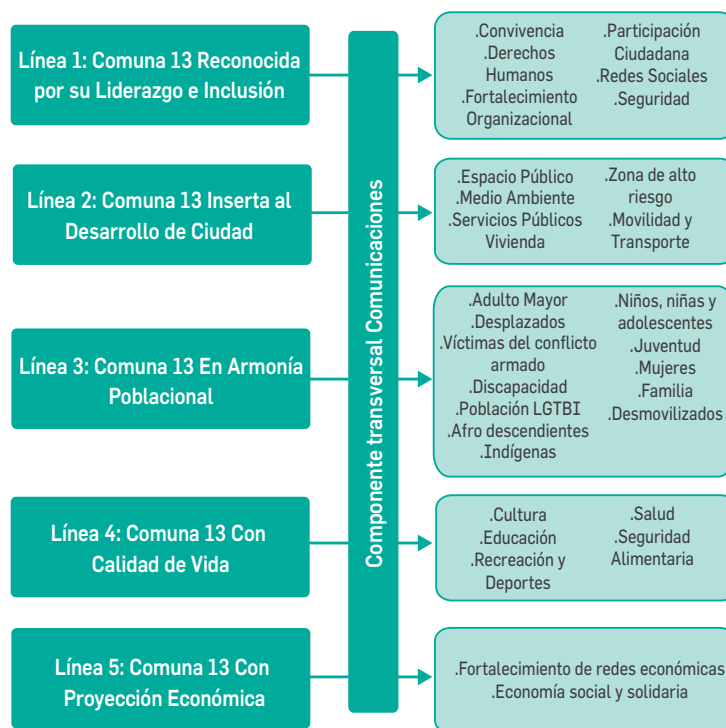 Línea 1: Comuna 13 Reconocida
por su Liderazgo e Inclusión
.Convivencia
.Derechos
Humanos
.Fortalecimiento
Organizacional
.Participación
Ciudadana
.Redes Sociales
.Seguridad
Componente transversal Comunicaciones
Línea 2: Comuna 13 Inserta al
Desarrollo de Ciudad
.Espacio Público
.Medio Ambiente
.Servicios Públicos
Vivienda
.Zona de alto
riesgo
.Movilidad y
Transporte
Línea 3: Comuna 13 En Armonía
Poblacional
.Adulto Mayor
.Desplazados
.Víctimas del conflicto
armado
.Discapacidad
.Población LGTBI
.Afro descendientes
.Indígenas
.Niños, niñas y
adolescentes
.Juventud
.Mujeres
.Familia
.Desmovilizados
Línea 4: Comuna 13 Con
Calidad de Vida
.Cultura
.Educación
.Recreación y
Deportes
.Salud
.Seguridad
Alimentaria
Línea 5: Comuna 13 Con
Proyección Económica
.Fortalecimiento de redes económicas
.Economía social y solidaria